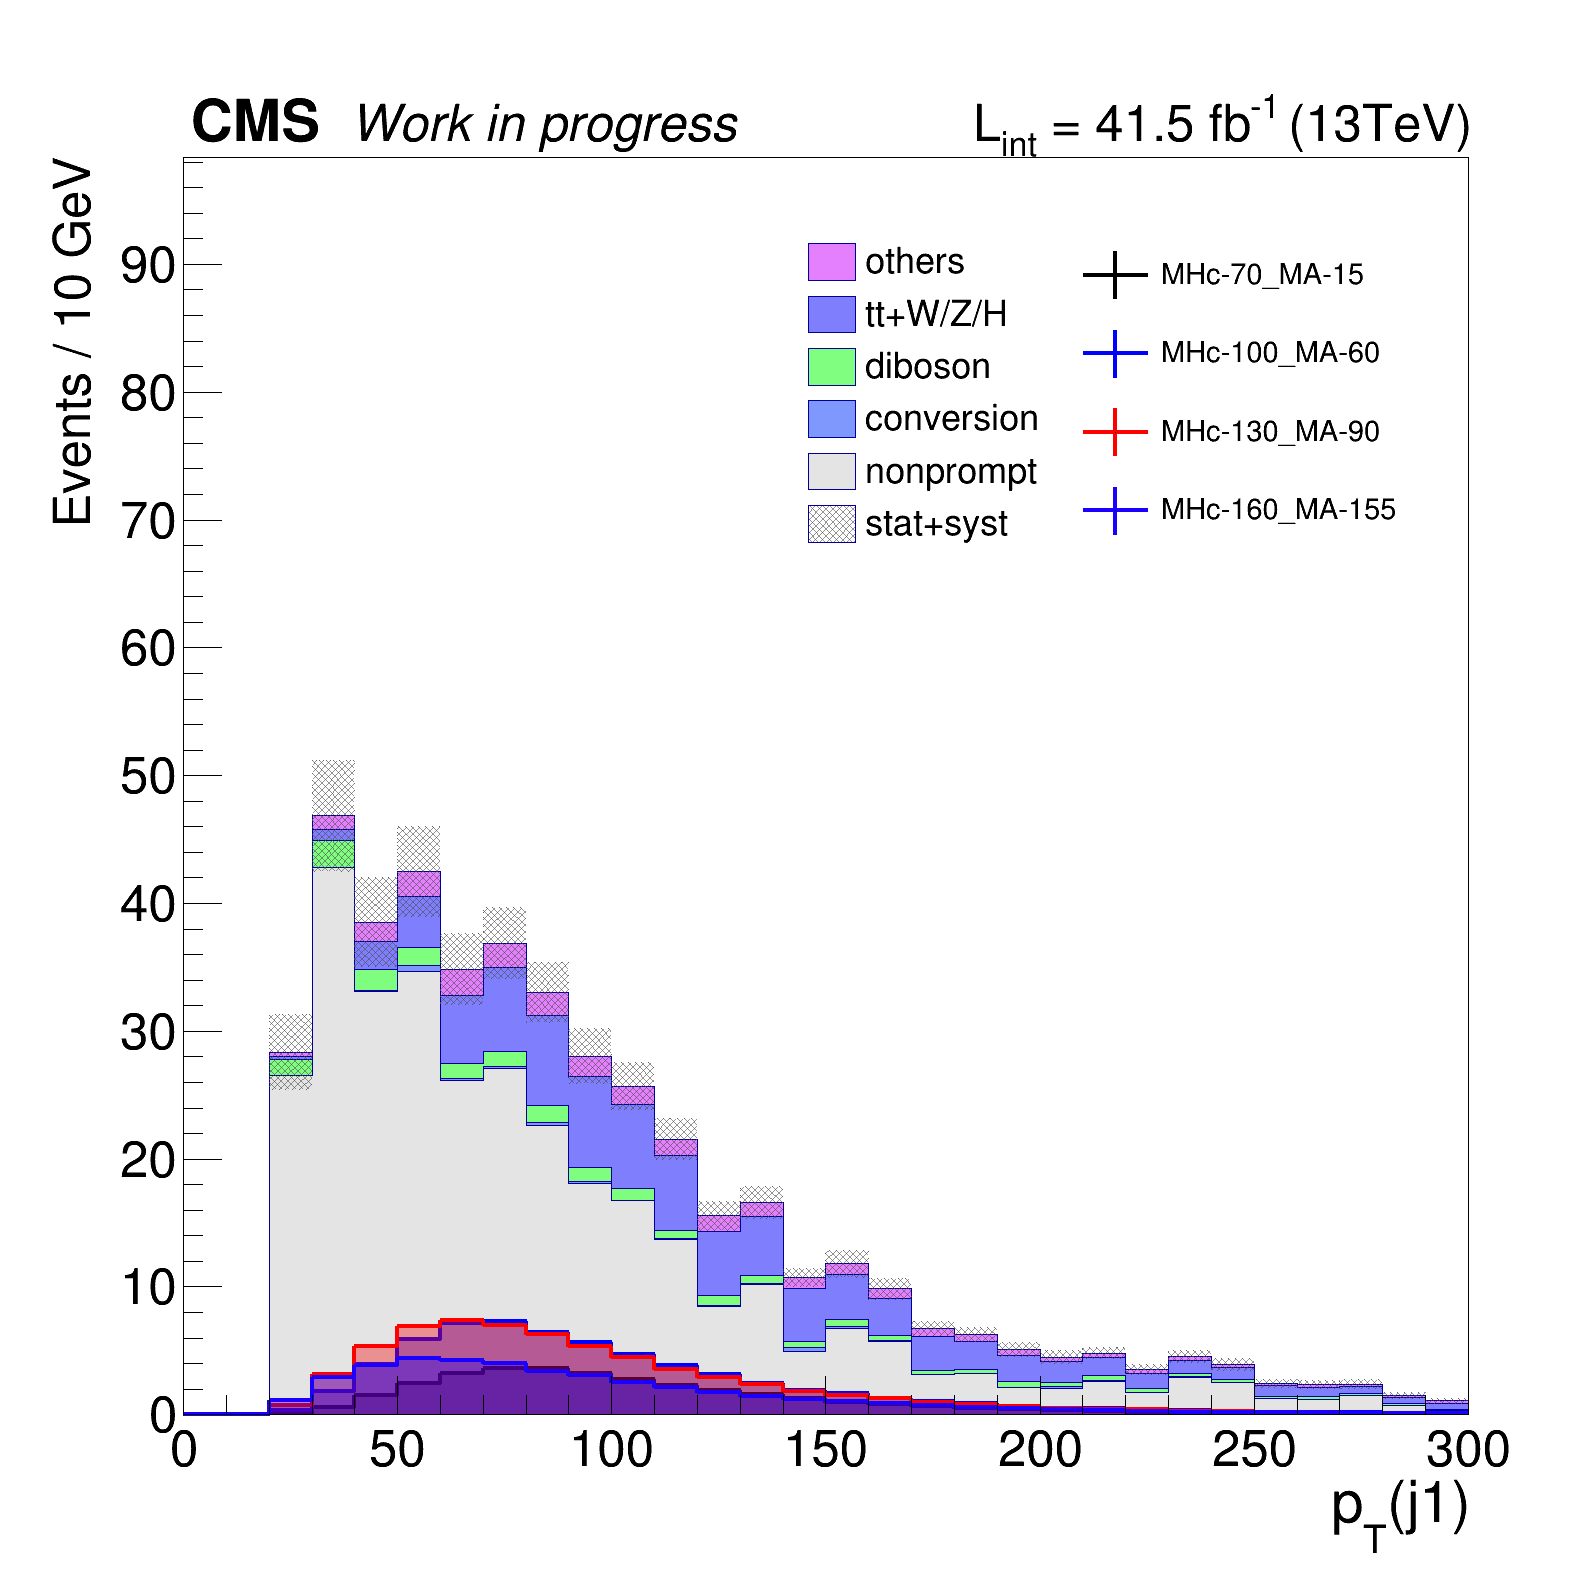 CMS Work in progress
L_int = 41.5 fb^-1 (13TeV)
Events / 10 GeV
90
80
70
60
50
40
30
20
10
0
others
tt+W/Z/H
diboson
conversion
nonprompt
stat+syst
MHc-70_MA-15
MHc-100_MA-60
MHc-130_MA-90
MHc-160_MA-155
0 50 100 150 200 250 300
p_T(j1)